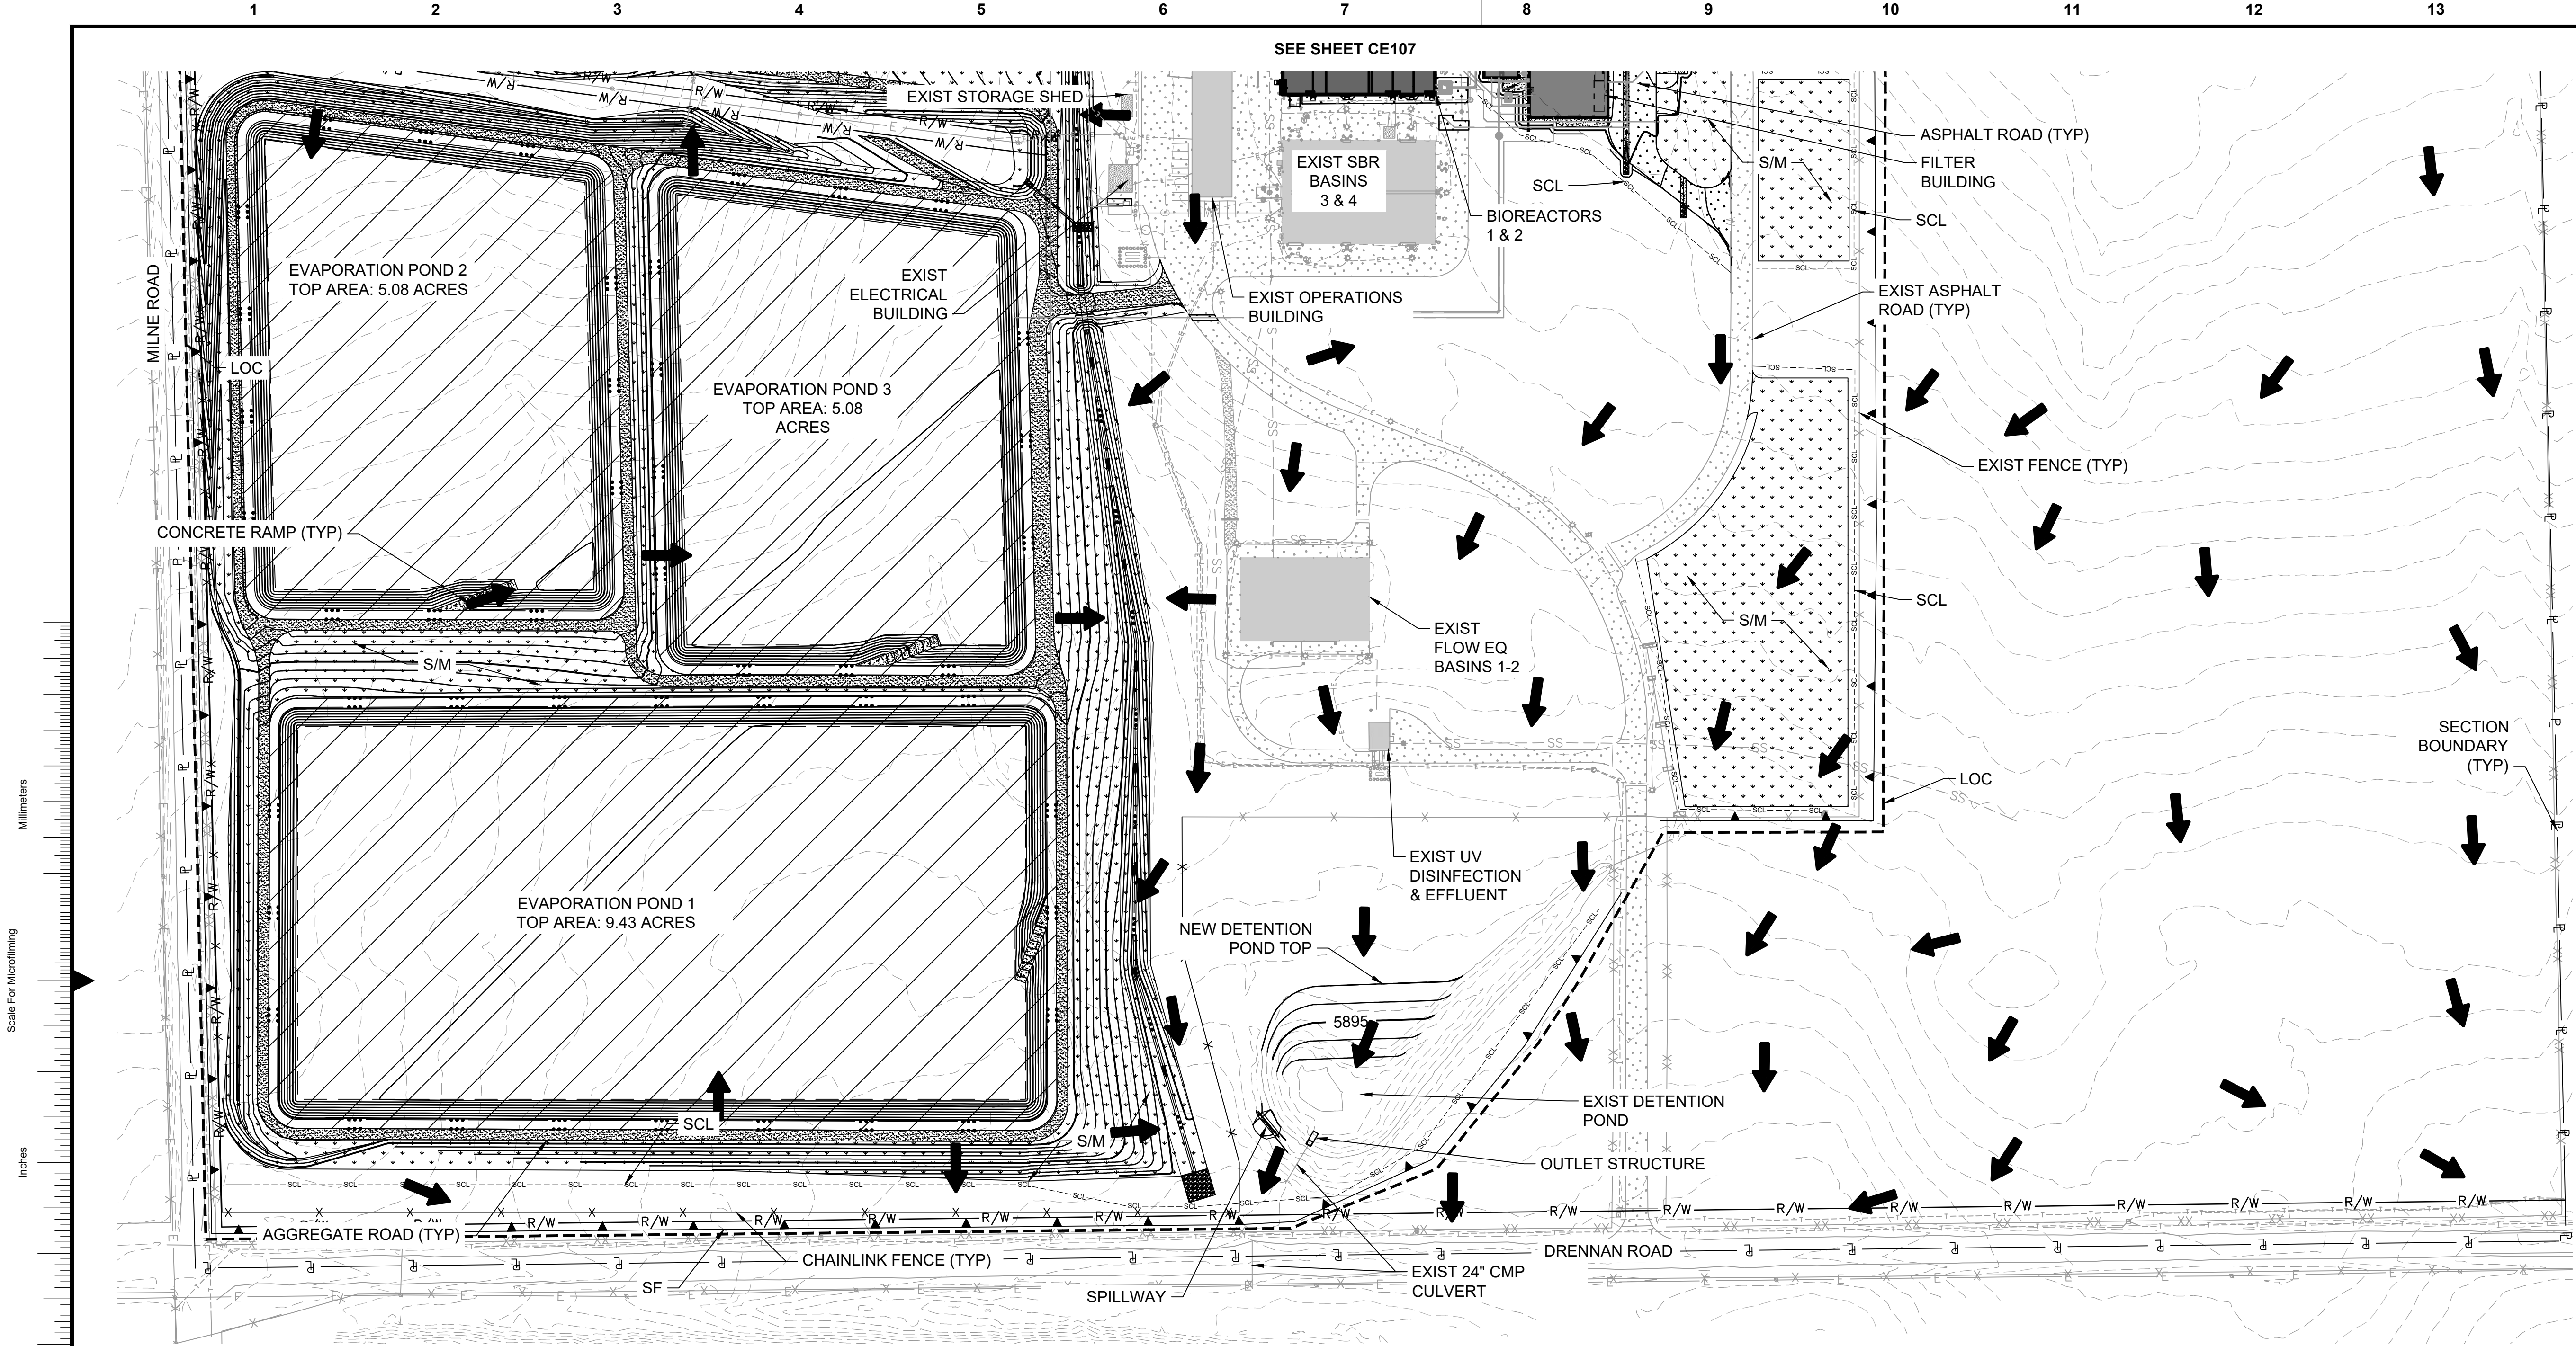 1 2 3 4 5 6 7 8 9 10 11 12 13
SEE SHEET CE107
EXIST STORAGE SHED
ASPHALT ROAD (TYP)
S/M
FILTER
BUILDING
SCL
SCL
EXIST SBR
BASINS
3 & 4
BIOREACTORS
1 & 2
MILNE ROAD
EVAPORATION POND 2
TOP AREA: 5.08 ACRES
EXIST
ELECTRICAL
BUILDING
EXIST OPERATIONS
BUILDING
EXIST ASPHALT
ROAD (TYP)
LOC
EVAPORATION POND 3
TOP AREA: 5.08
ACRES
EXIST FENCE (TYP)
CONCRETE RAMP (TYP)
SCL
S/M
EXIST
FLOW EQ
BASINS 1-2
S/M
SECTION
BOUNDARY
(TYP)
LOC
Millimeters
EXIST UV
DISINFECTION
& EFFLUENT
EVAPORATION POND 1
TOP AREA: 9.43 ACRES
NEW DETENTION
POND TOP
Scale For Microfilming
5895
EXIST DETENTION
POND
SCL
S/M
OUTLET STRUCTURE
Inches
R/W R/W R/W R/W R/W R/W R/W R/W R/W
AGGREGATE ROAD (TYP)
CHAINLINK FENCE (TYP)
DRENNAN ROAD
SF
SPILLWAY
EXIST 24" CMP
CULVERT